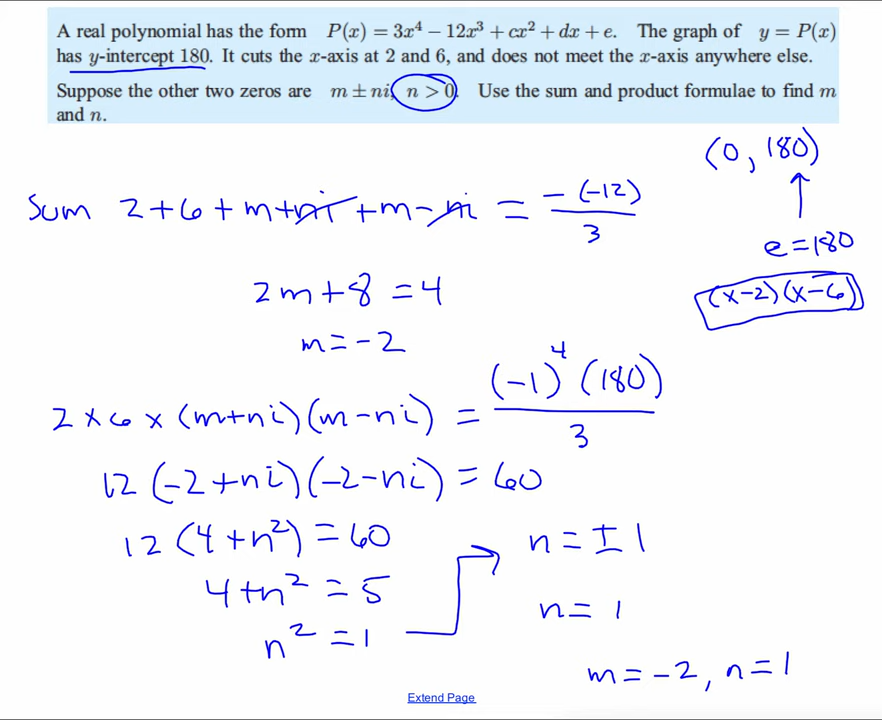 A real polynomial has the form P(x) = 3x⁴ − 12x³ + cx² + dx + e. The graph of y = P(x)
has y-intercept 180. It cuts the x-axis at 2 and 6, and does not meet the x-axis anywhere else.
Suppose the other two zeros are m ± ni, n > 0. Use the sum and product formulae to find m
and n.
(0, 180)
e = 180
(x−2)(x−6)
Sum 2+6+m+ni+m−ni = −(−12)/3
2m+8 = 4
m = −2
2×6×(m+ni)(m−ni) = (−1)⁴(180)/3
12(−2+ni)(−2−ni) = 60
12(4+n²) = 60
4+n² = 5
n² = 1
n = ±1
n = 1
m = −2, n = 1
Extend Page